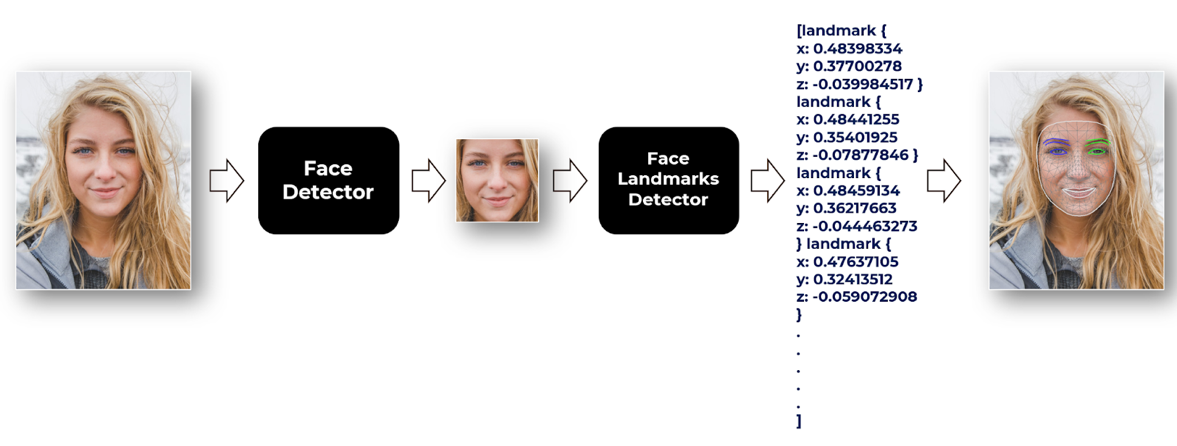 Face
Detector
Face
Landmarks
Detector
[landmark {
x: 0.48398334
y: 0.37700278
z: -0.039984517 }
landmark {
x: 0.48441255
y: 0.35401925
z: -0.07877846 }
landmark {
x: 0.48459134
y: 0.36217663
z: -0.044463273
} landmark {
x: 0.47637105
y: 0.32413512
z: -0.059072908
}
.
.
.
.
.
]